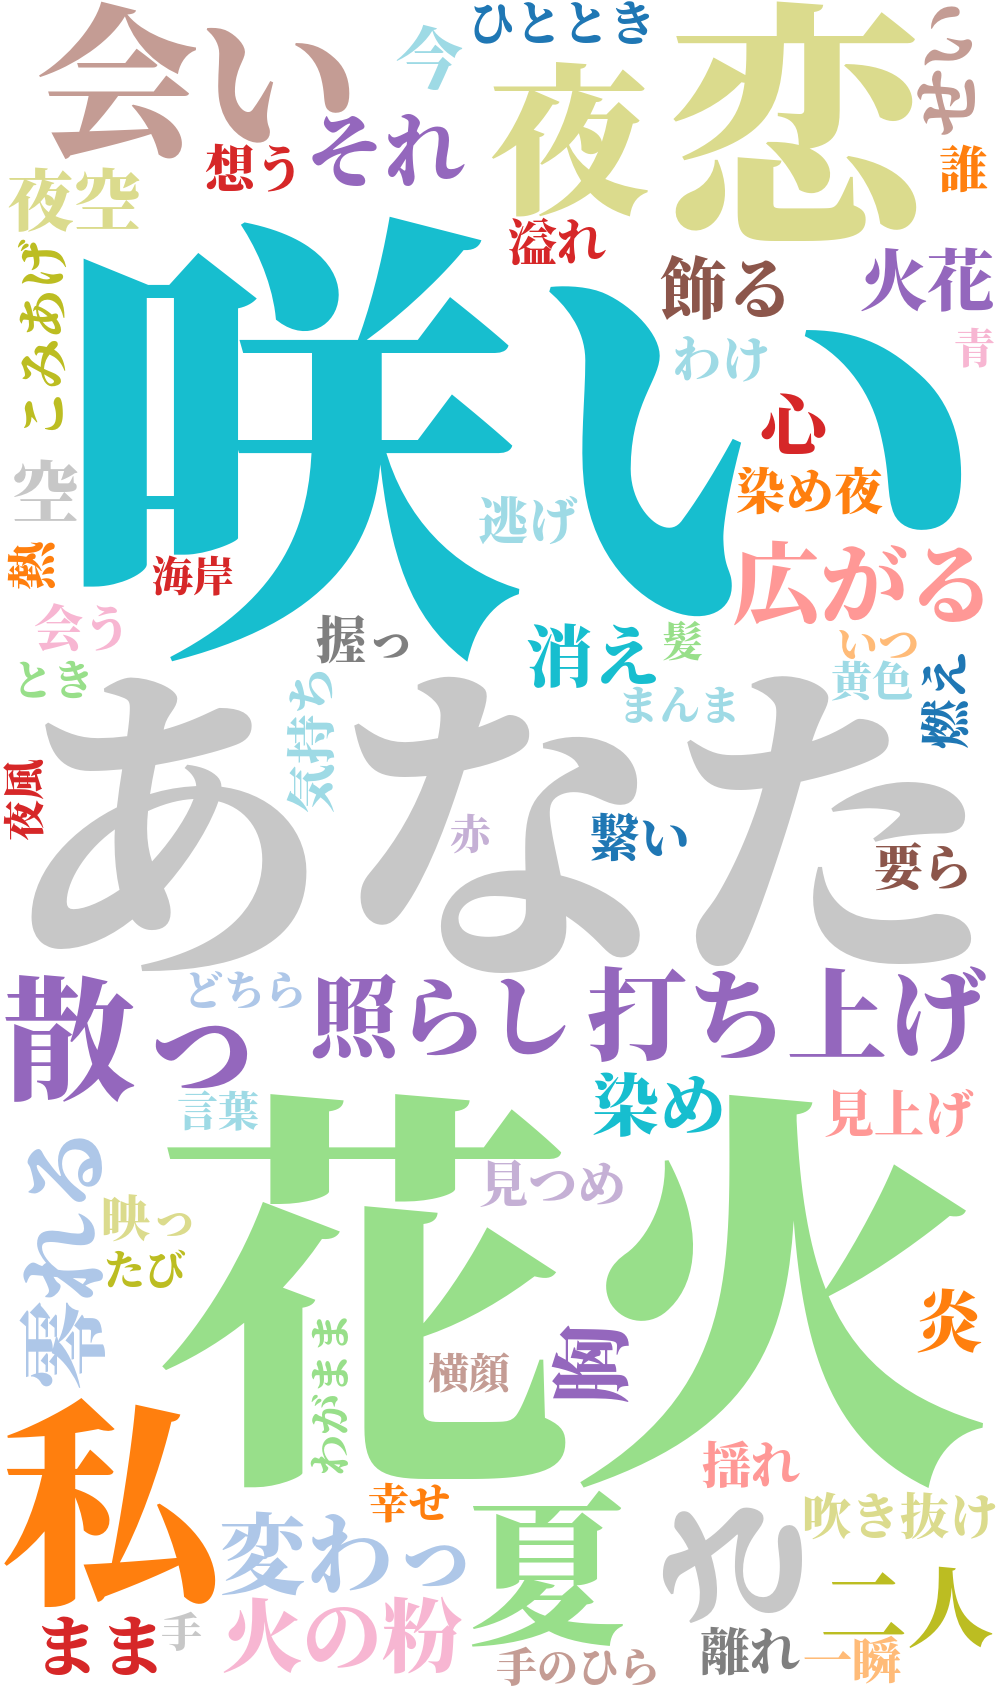 会い
今
ひととき
夜
恋
せい
想う
それ
誰
夜空
溢れ
飾る
火花
こみあげ
咲い
わけ
青
心
空
染め夜
逃げ
熱
海岸
広がる
会う
握っ
消え
髪
いつ
とき
気持ち
まんま
黄色
燃え
あなた
夜風
赤
繋い
要ら
散っ
どちら
照らし
打ち上げ
言葉
染め
見上げ
花火
零れる
見つめ
映っ
たび
炎
わがまま
横顔
胸
私
揺れ
幸せ
変わっ
夏
れ
吹き抜け
まま
手
火の粉
手のひら
離れ
二人
一瞬